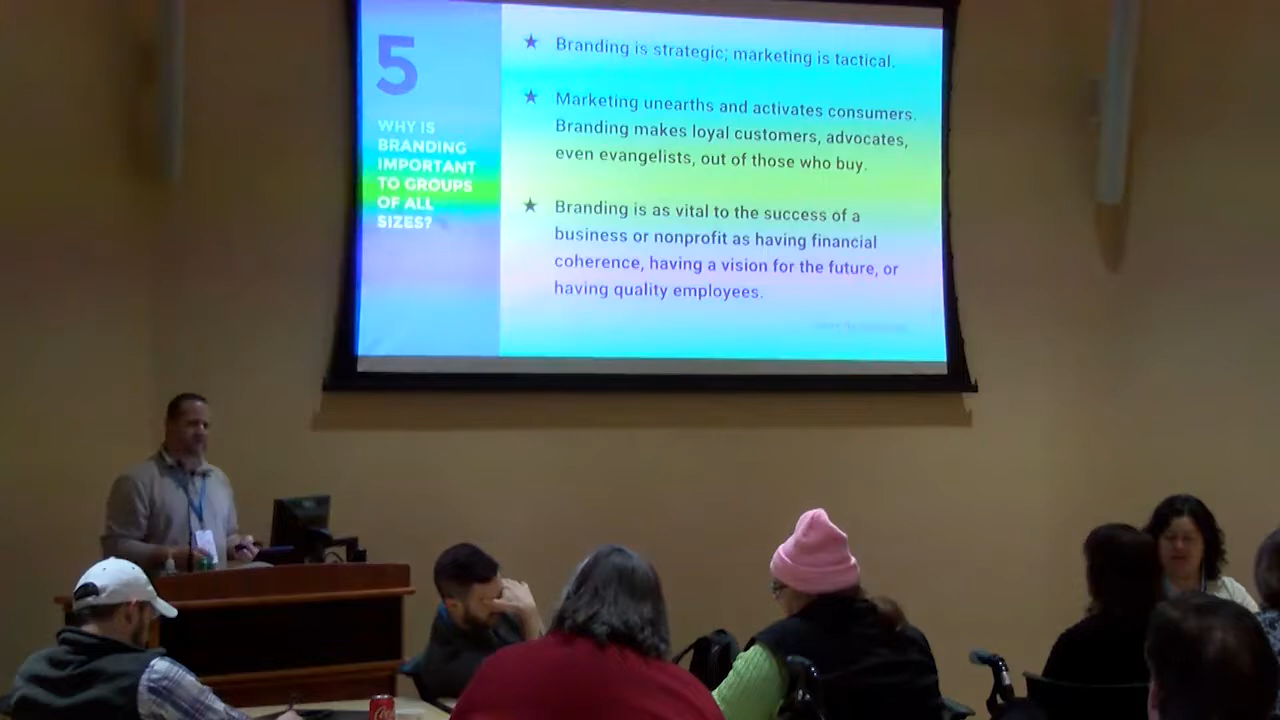 5
WHY IS
BRANDING
IMPORTANT
TO GROUPS
OF ALL
SIZES?
★ Branding is strategic; marketing is tactical.
★ Marketing unearths and activates consumers.
Branding makes loyal customers, advocates,
even evangelists, out of those who buy.
★ Branding is as vital to the success of a
business or nonprofit as having financial
coherence, having a vision for the future, or
having quality employees.